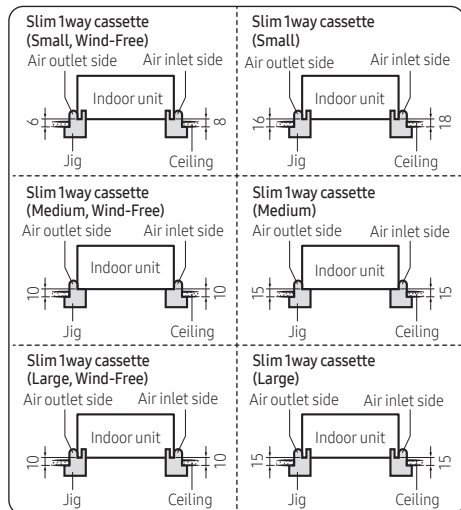 Slim 1way cassette
(Small, Wind-Free)
Air outlet side Air inlet side
Indoor unit
6
8
Jig Ceiling
Slim 1way cassette
(Small)
Air outlet side Air inlet side
Indoor unit
16
18
Jig Ceiling
Slim 1way cassette
(Medium, Wind-Free)
Air outlet side Air inlet side
Indoor unit
10
10
Jig Ceiling
Slim 1way cassette
(Medium)
Air outlet side Air inlet side
Indoor unit
15
15
Jig Ceiling
Slim 1way cassette
(Large, Wind-Free)
Air outlet side Air inlet side
Indoor unit
10
10
Jig Ceiling
Slim 1way cassette
(Large)
Air outlet side Air inlet side
Indoor unit
15
15
Jig Ceiling